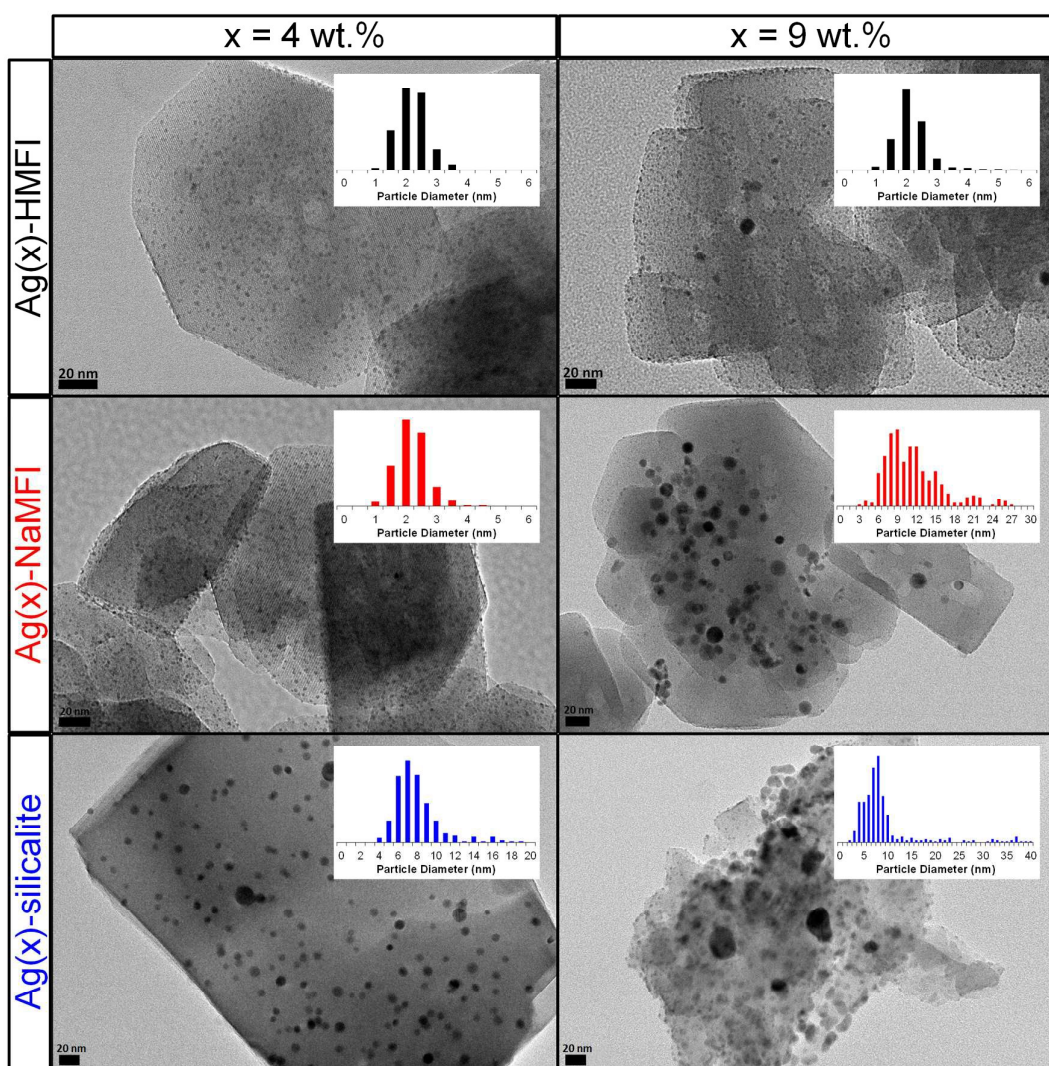 x = 4 wt.%
x = 9 wt.%
Ag(x)-HMFI
0 1 2 3 4 5 6
Particle Diameter (nm)
20 nm
0 1 2 3 4 5 6
Particle Diameter (nm)
20 nm
Ag(x)-NaMFI
0 1 2 3 4 5 6
Particle Diameter (nm)
20 nm
0 3 6 9 12 15 18 21 24 27 30
Particle Diameter (nm)
20 nm
Ag(x)-silicalite
0 2 4 6 8 10 12 14 16 18 20
Particle Diameter (nm)
20 nm
0 5 10 15 20 25 30 35 40
Particle Diameter (nm)
20 nm